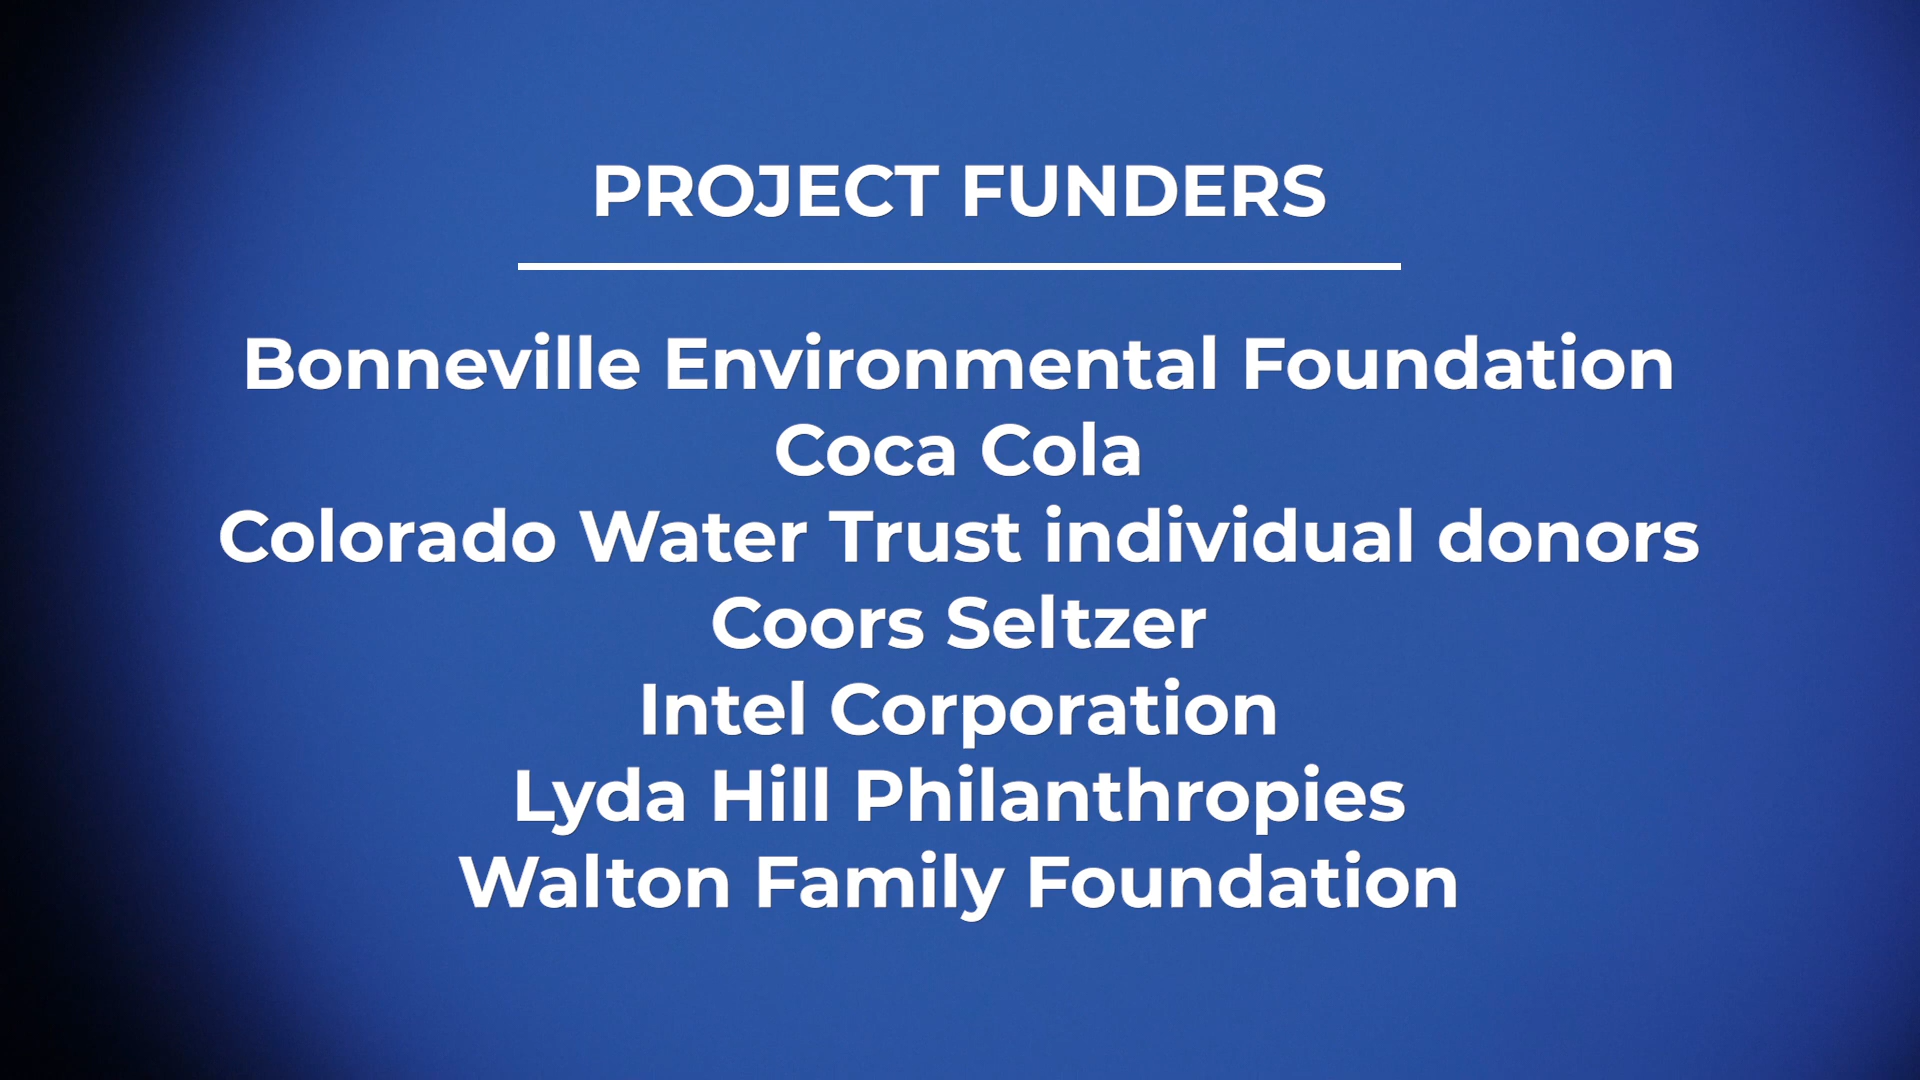 PROJECT FUNDERS
Bonneville Environmental Foundation
Coca Cola
Colorado Water Trust individual donors
Coors Seltzer
Intel Corporation
Lyda Hill Philanthropies
Walton Family Foundation